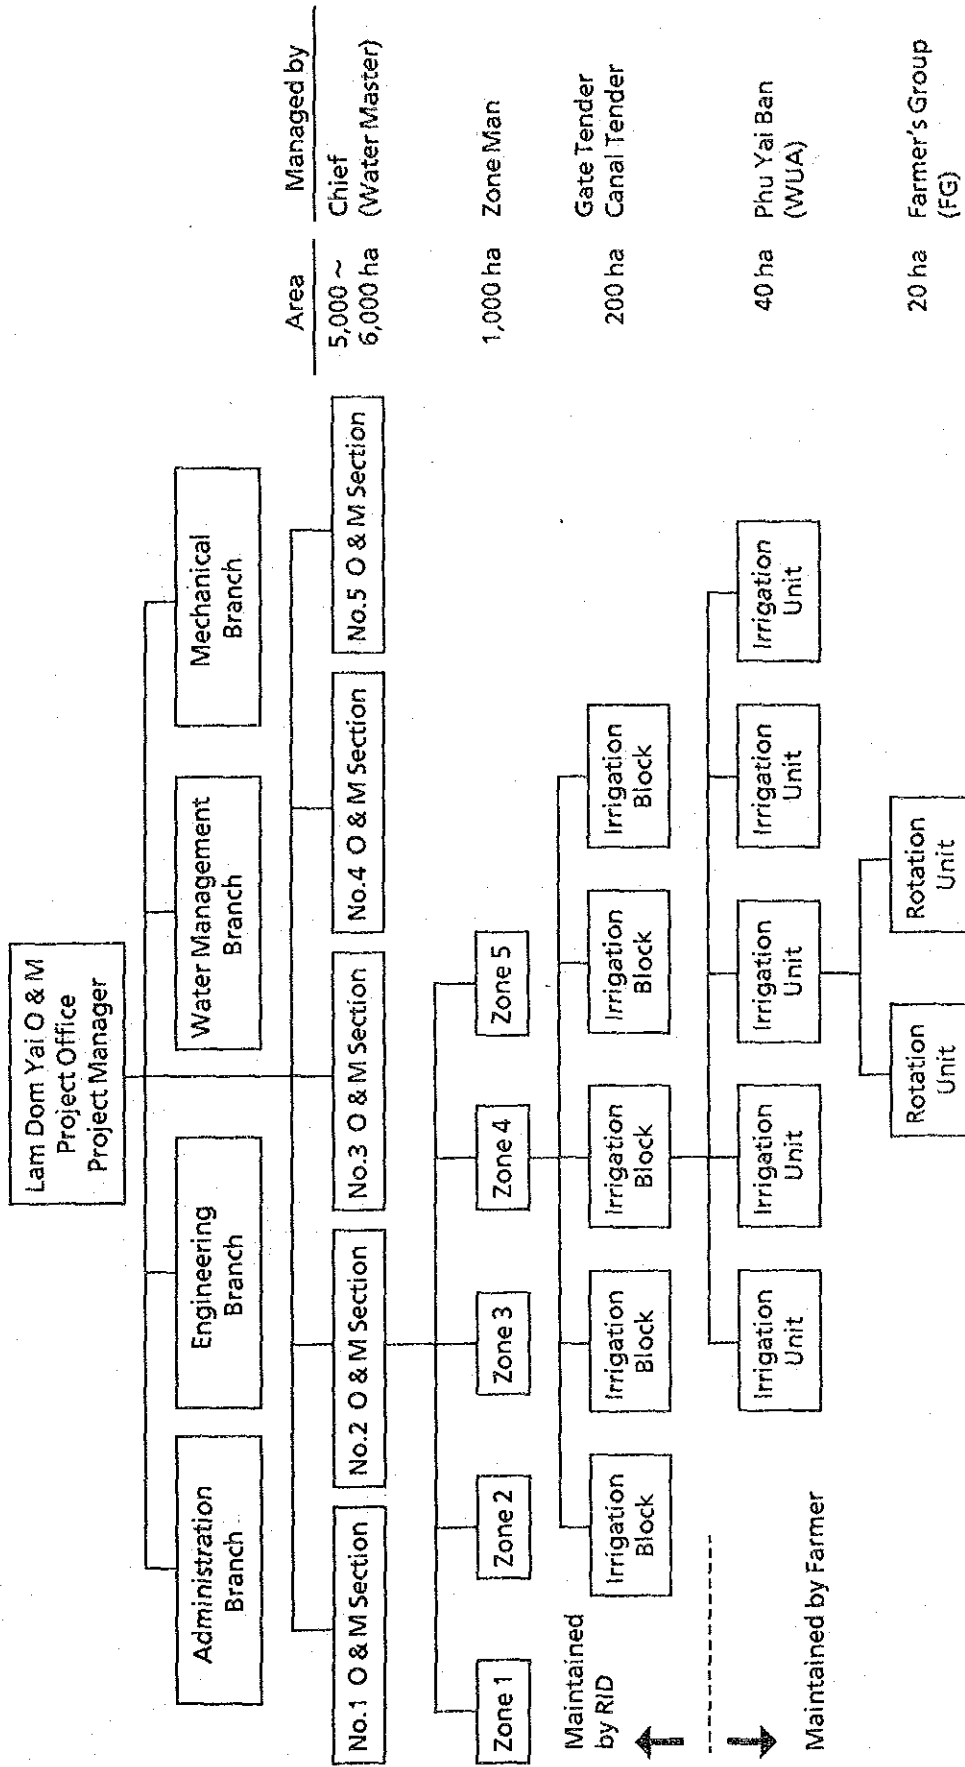 Lam Dom Yai O & M
Project Office
Project Manager
Administration
Branch
Engineering
Branch
Water Management
Branch
Mechanical
Branch
Area
Managed by
No.1 O & M Section
No.2 O & M Section
No.3 O & M Section
No.4 O & M Section
No.5 O & M Section
5,000 ~
6,000 ha
Chief
(Water Master)
Zone 1
Zone 2
Zone 3
Zone 4
Zone 5
1,000 ha
Zone Man
Maintained
by RID
Irrigation
Block
Irrigation
Block
Irrigation
Block
Irrigation
Block
Irrigation
Block
200 ha
Gate Tender
Canal Tender
Maintained by Farmer
Irrigation
Unit
Irrigation
Unit
Irrigation
Unit
Irrigation
Unit
Irrigation
Unit
40 ha
Phu Yai Ban
(WUA)
Rotation
Unit
Rotation
Unit
20 ha
Farmer's Group
(FG)